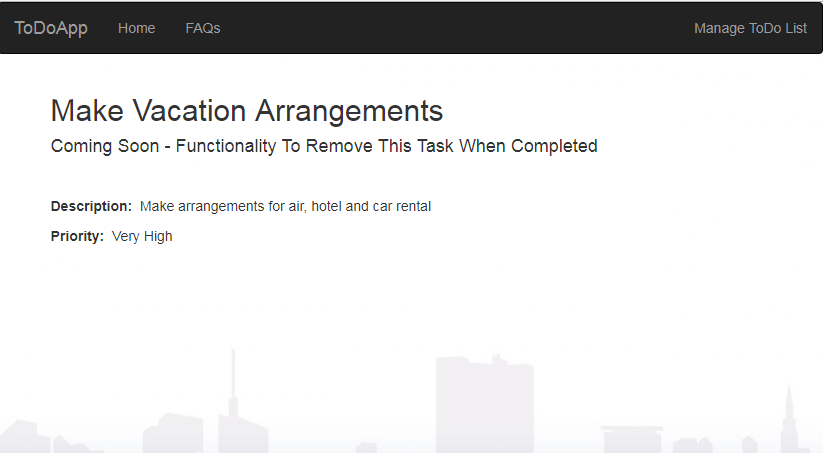 ToDoApp Home FAQs Manage ToDo List
Make Vacation Arrangements
Coming Soon - Functionality To Remove This Task When Completed
Description: Make arrangements for air, hotel and car rental
Priority: Very High